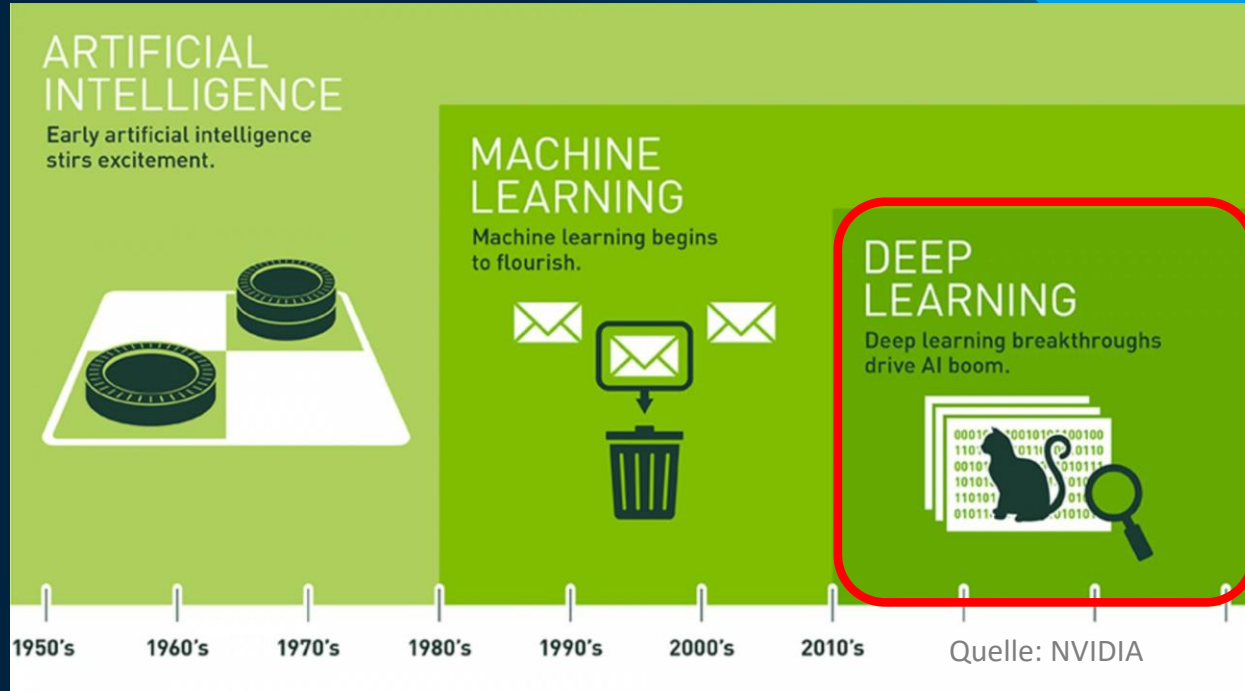 ARTIFICIAL
INTELLIGENCE
Early artificial intelligence
stirs excitement.
MACHINE
LEARNING
Machine learning begins
to flourish.
DEEP
LEARNING
Deep learning breakthroughs
drive AI boom.
1950's 1960's 1970's 1980's 1990's 2000's 2010's
Quelle: NVIDIA